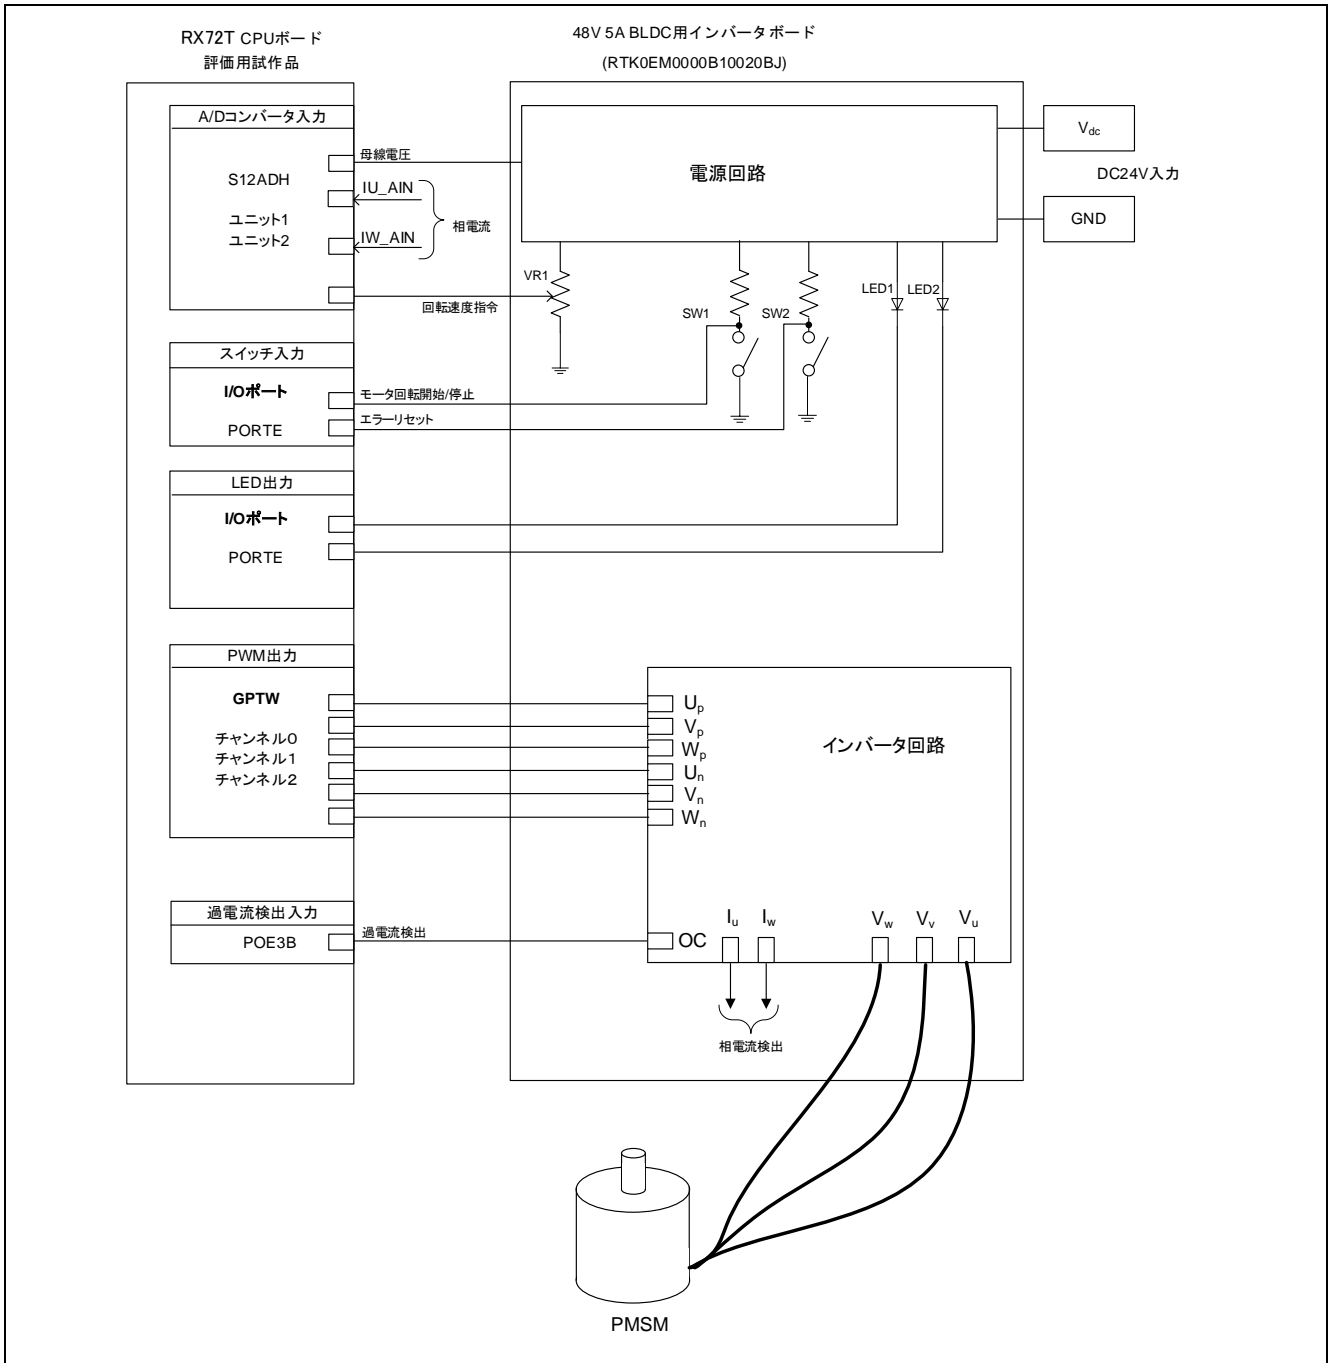 RX72T CPUボード
評価用試作品
48V 5A BLDC用インバータボード
(RTK0EM0000B10020BJ)
A/Dコンバータ入力
S12ADH
ユニット1
ユニット2
母線電圧
IU_AIN
IW_AIN
相電流
回転速度指令
電源回路
Vdc
DC24V入力
GND
VR1
SW1
SW2
LED1
LED2
スイッチ入力
I/Oポート
PORTE
モータ回転開始/停止
エラーリセット
LED出力
I/Oポート
PORTE
PWM出力
GPTW
チャンネル0
チャンネル1
チャンネル2
Up
Vp
Wp
Un
Vn
Wn
インバータ回路
過電流検出入力
POE3B
過電流検出
OC
Iu
Iw
Vw
Vv
Vu
相電流検出
PMSM